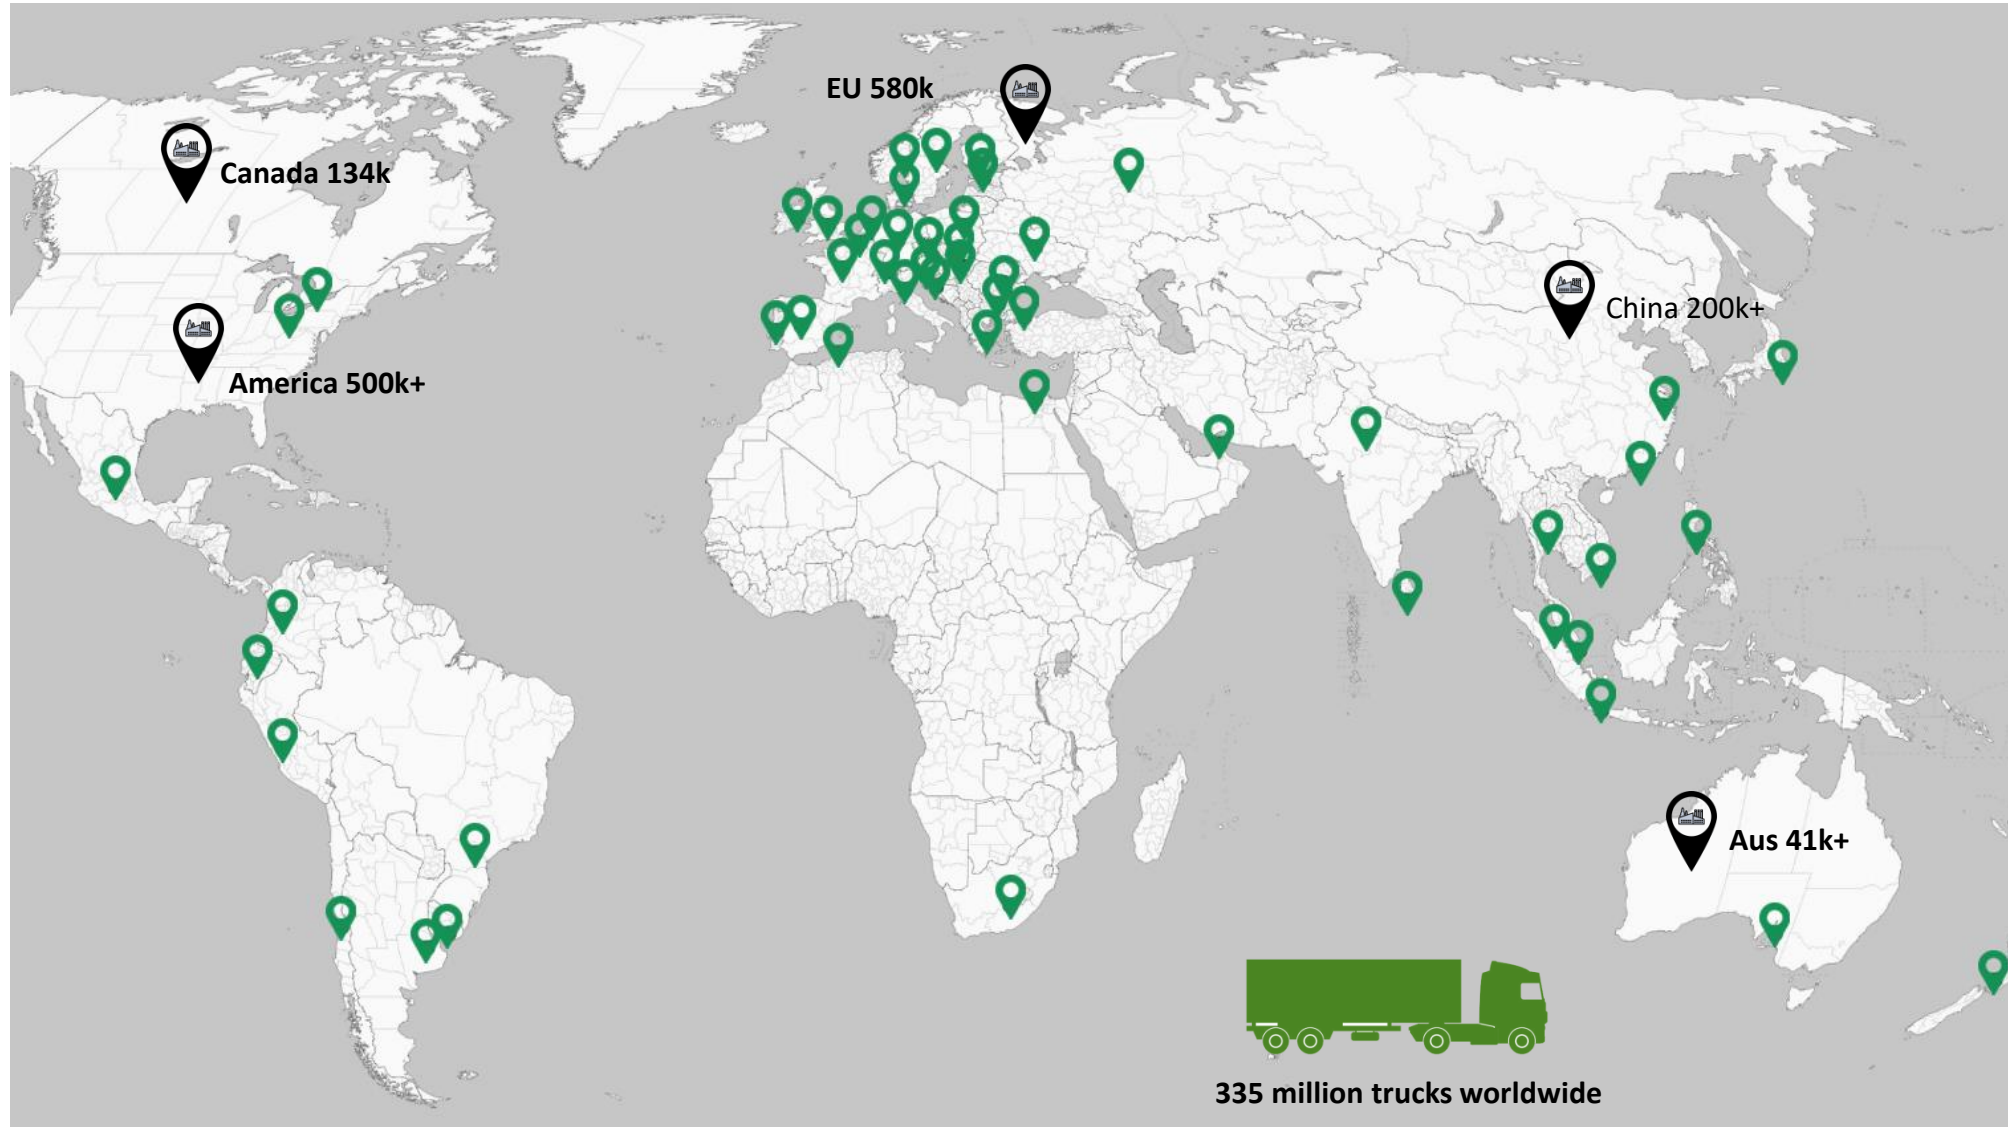 EU 580k
Canada 134k
China 200k+
America 500k+
Aus 41k+
335 million trucks worldwide